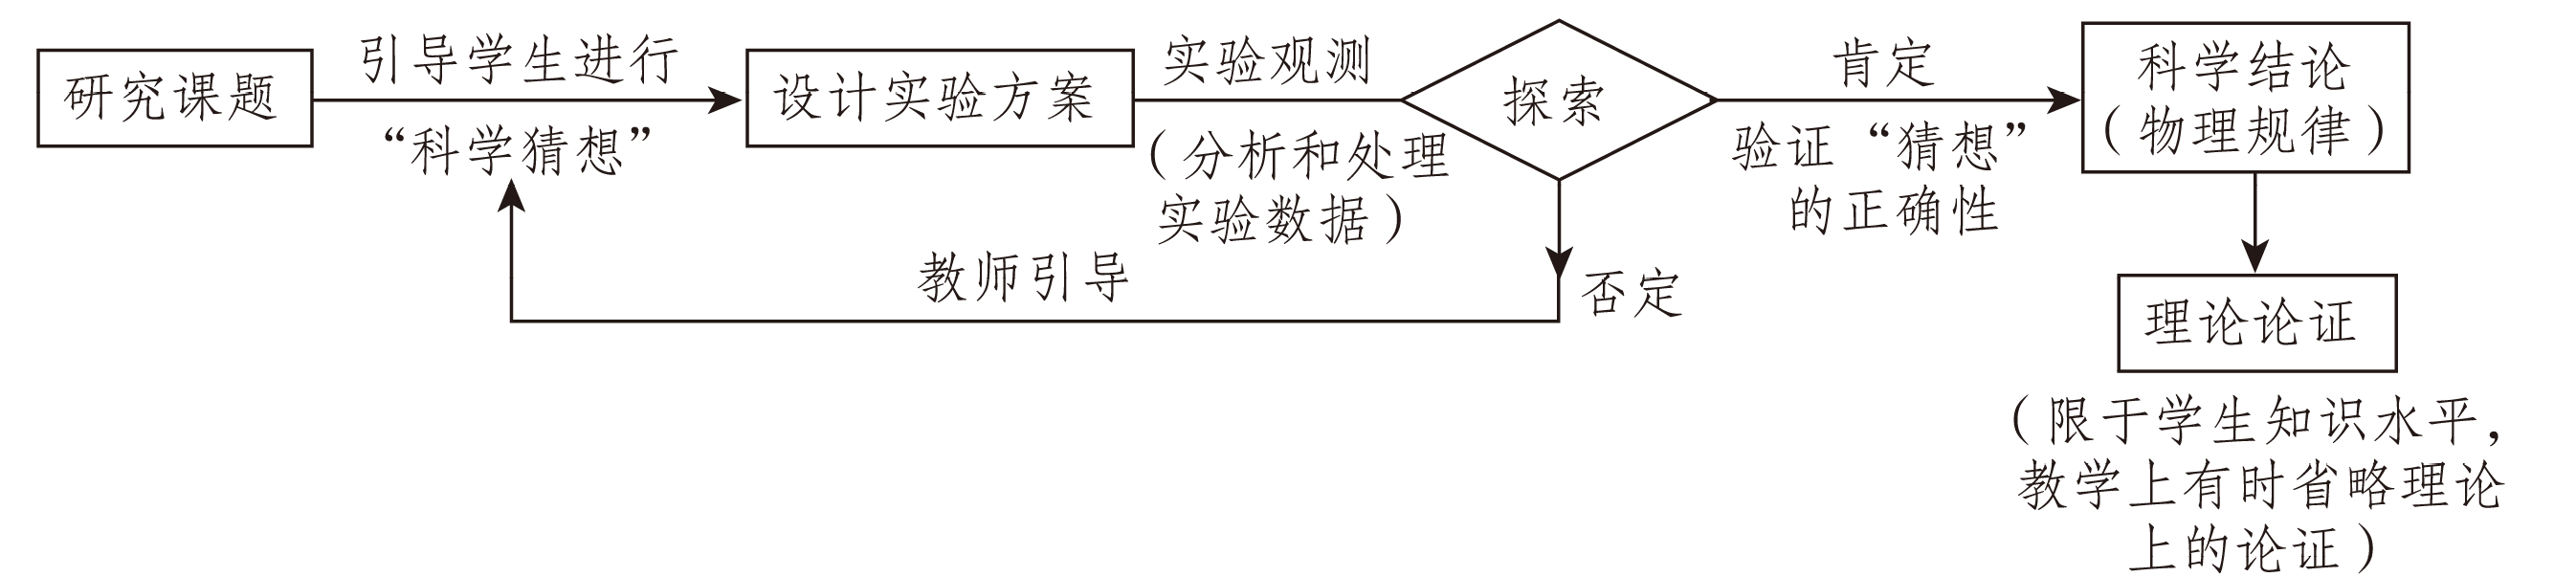 研究课题
引导学生进行
“科学猜想”
设计实验方案
实验观测
（分析和处理
实验数据）
探索
肯定
验证“猜想”
的正确性
科学结论
（物理规律）
教师引导
否定
理论论证
（限于学生知识水平，
教学上有时省略理论
上的论证）